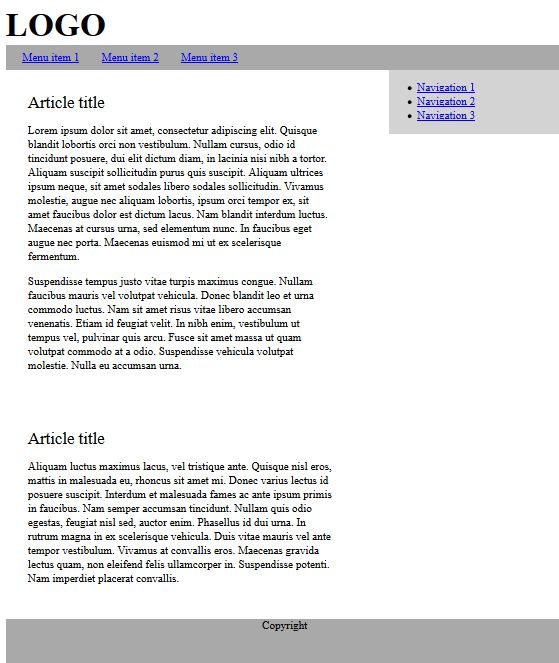 LOGO
Menu item 1 Menu item 2 Menu item 3
Navigation 1
Navigation 2
Navigation 3
Article title
Lorem ipsum dolor sit amet, consectetur adipiscing elit. Quisque
blandit lobortis orci non vestibulum. Nullam cursus, odio id
tincidunt posuere, dui elit dictum diam, in lacinia nisi nibh a tortor.
Aliquam suscipit sollicitudin purus quis suscipit. Aliquam ultrices
ipsum neque, sit amet sodales libero sodales sollicitudin. Vivamus
molestie, augue nec aliquam lobortis, ipsum orci tempor ex, sit
amet faucibus dolor est dictum lacus. Nam blandit interdum luctus.
Maecenas at cursus urna, sed elementum nunc. In faucibus eget
augue nec porta. Maecenas euismod mi ut ex scelerisque
fermentum.
Suspendisse tempus justo vitae turpis maximus congue. Nullam
faucibus mauris vel volutpat vehicula. Donec blandit leo et urna
commodo luctus. Nam sit amet risus vitae libero accumsan
venenatis. Etiam id feugiat velit. In nibh enim, vestibulum ut
tempus vel, pulvinar quis arcu. Fusce sit amet massa ut quam
volutpat commodo at a odio. Suspendisse vehicula volutpat
molestie. Nulla eu accumsan urna.
Article title
Aliquam luctus maximus lacus, vel tristique ante. Quisque nisl eros,
mattis in malesuada eu, rhoncus sit amet mi. Donec varius lectus id
posuere suscipit. Interdum et malesuada fames ac ante ipsum primis
in faucibus. Nam semper accumsan tincidunt. Nullam quis odio
egestas, feugiat nisl sed, auctor enim. Phasellus id dui urna. In
rutrum magna in ex scelerisque vehicula. Duis vitae mauris vel ante
tempor vestibulum. Vivamus at convallis eros. Maecenas gravida
lectus quam, non eleifend felis ullamcorper in. Suspendisse potenti.
Nam imperdiet placerat convallis.
Copyright